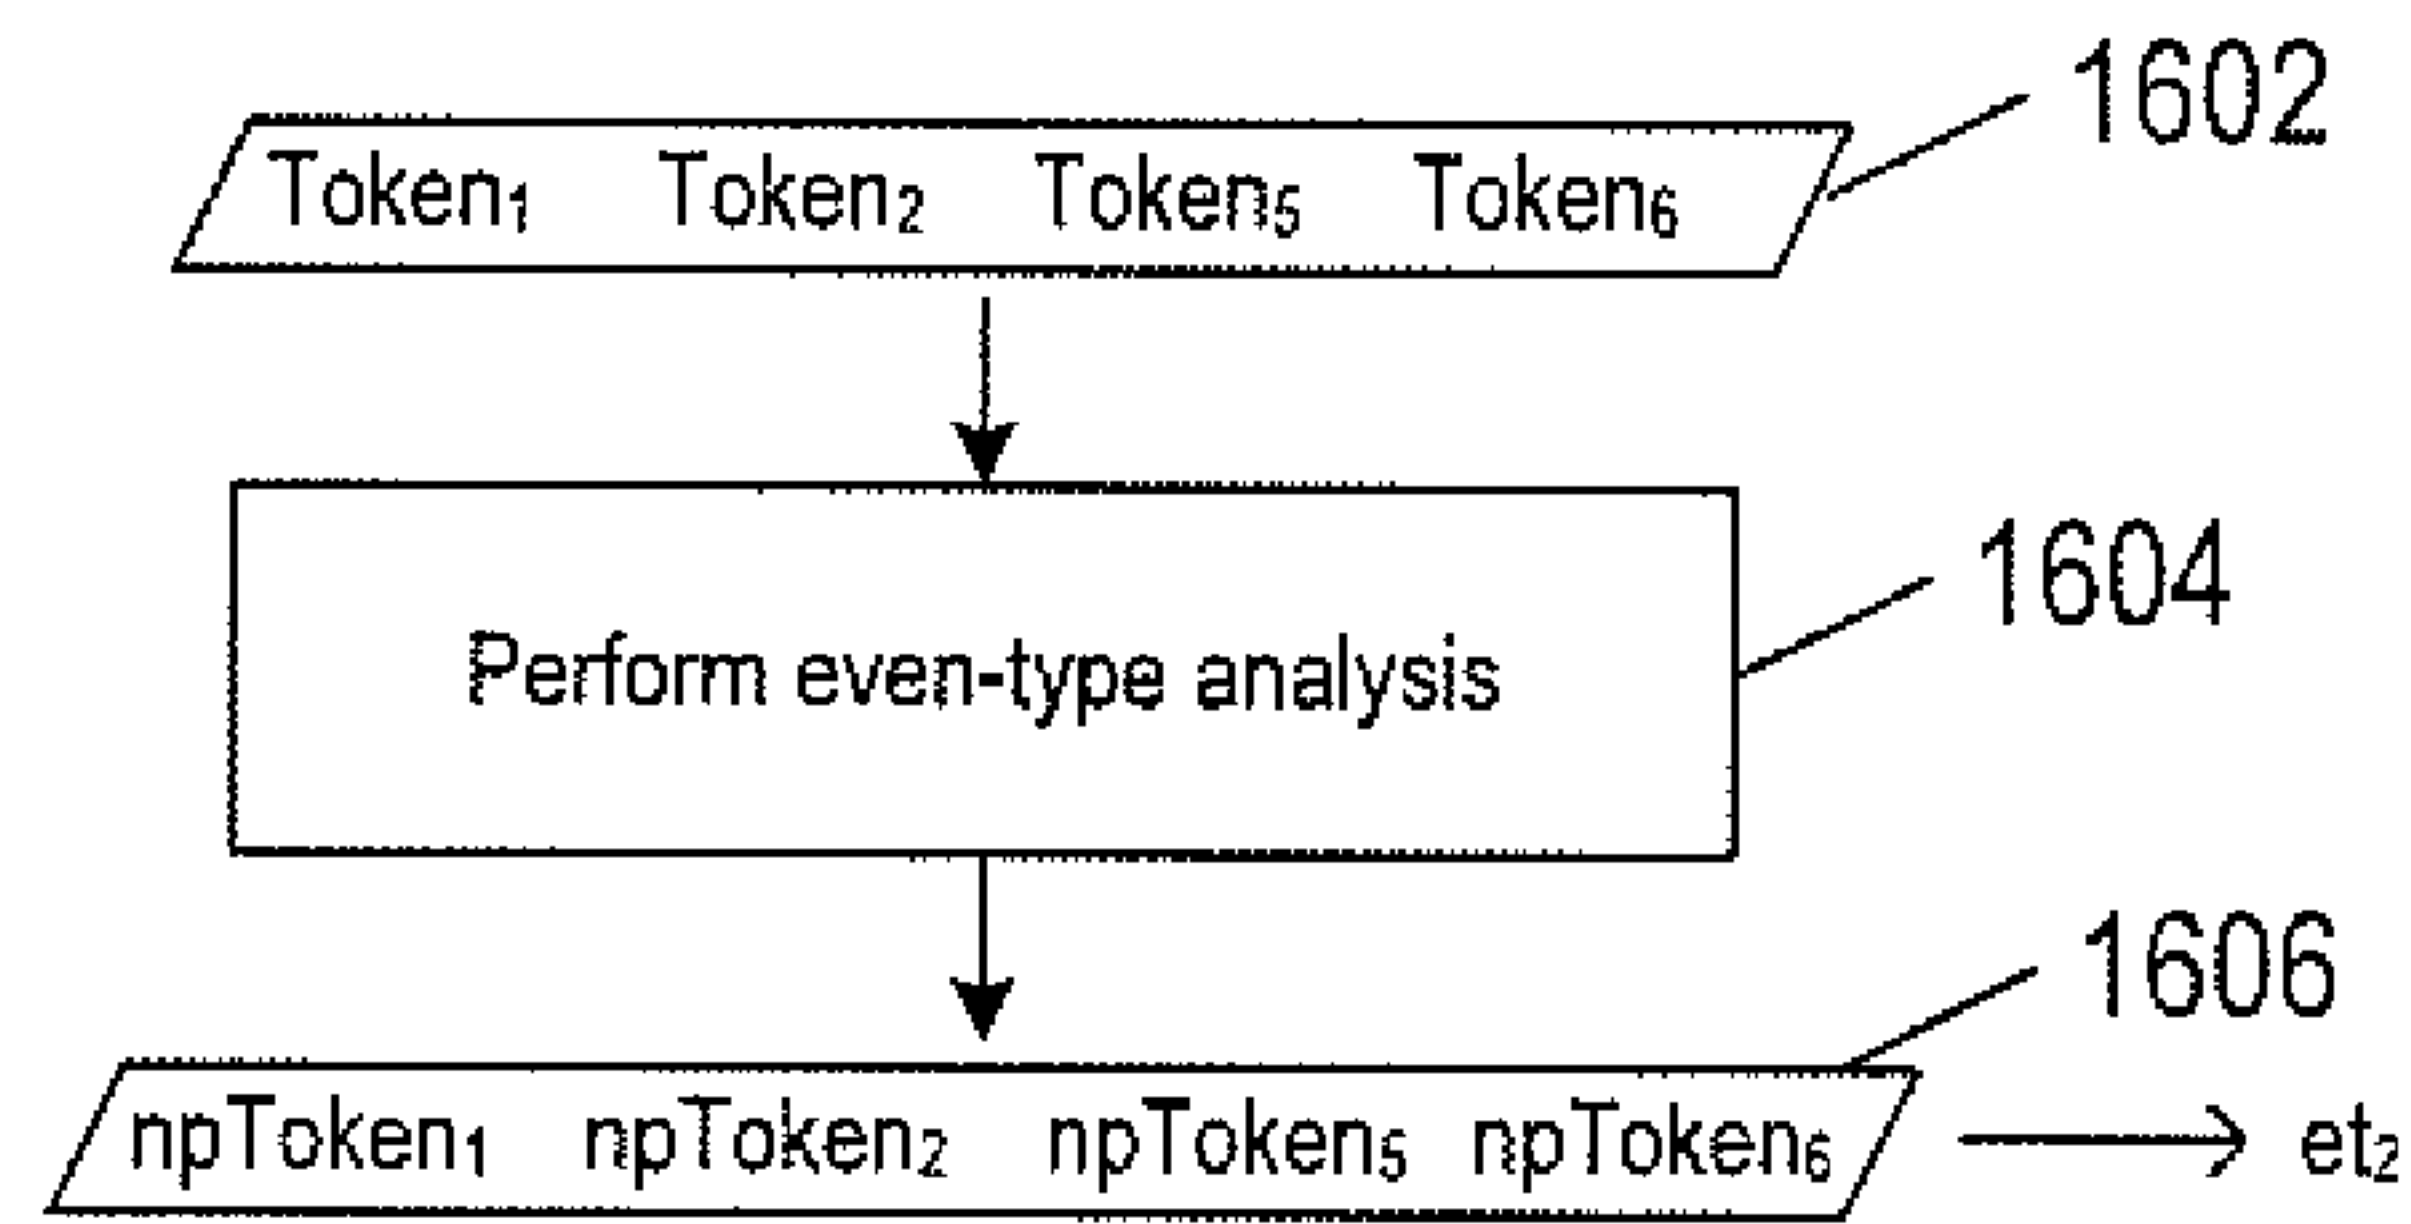 1602
Token₁ Token₂ Token₅ Token₆
1604
Perform even-type analysis
1606
npToken₁ npToken₂ npToken₅ npToken₆ et₂